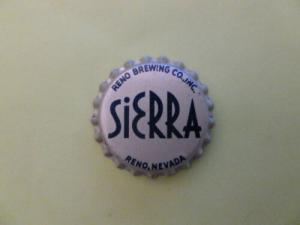 RENO BREWING CO., INC.
SiERRA
RENO, NEVADA